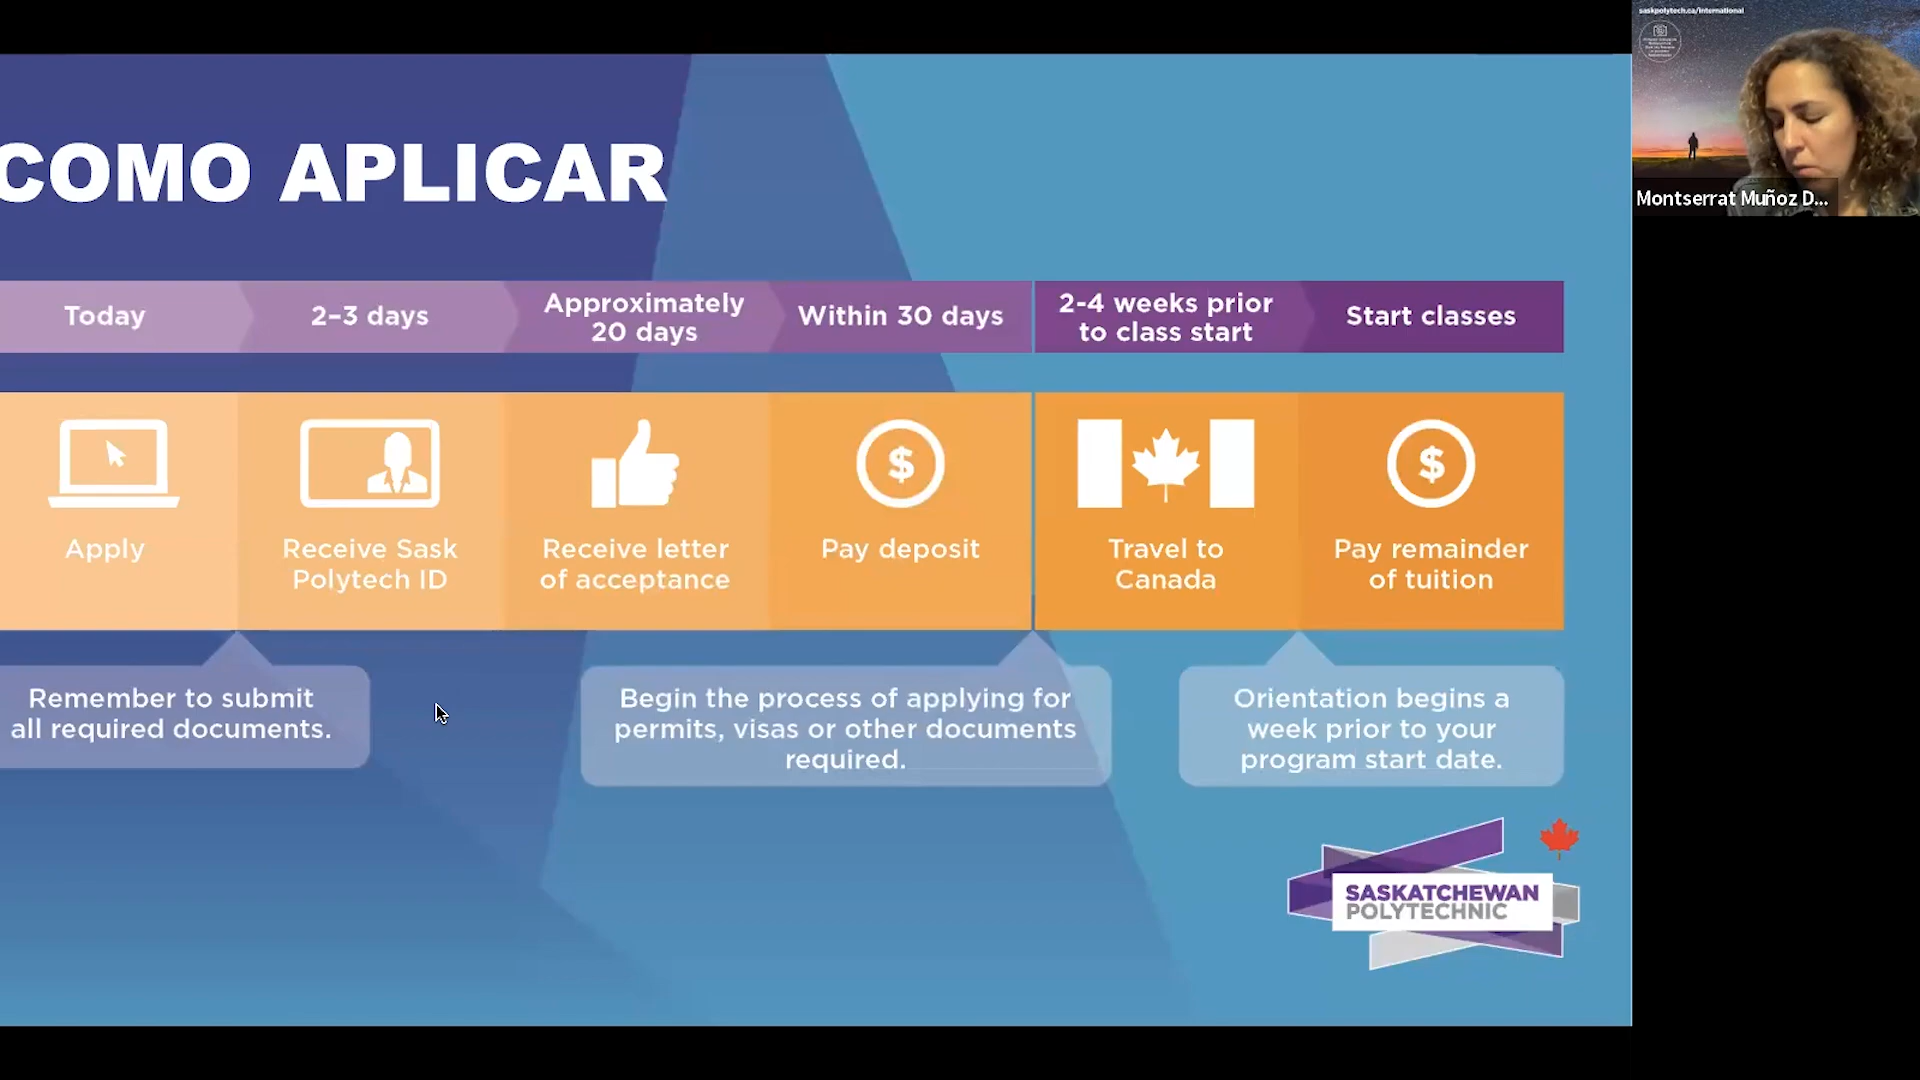 COMO APLICAR
Today
2–3 days
Approximately
20 days
Within 30 days
2-4 weeks prior
to class start
Start classes
Apply
Receive Sask
Polytech ID
Receive letter
of acceptance
Pay deposit
Travel to
Canada
Pay remainder
of tuition
Remember to submit
all required documents.
Begin the process of applying for
permits, visas or other documents
required.
Orientation begins a
week prior to your
program start date.
SASKATCHEWAN
POLYTECHNIC
saskpolytech.ca/international
Montserrat Muñoz D...